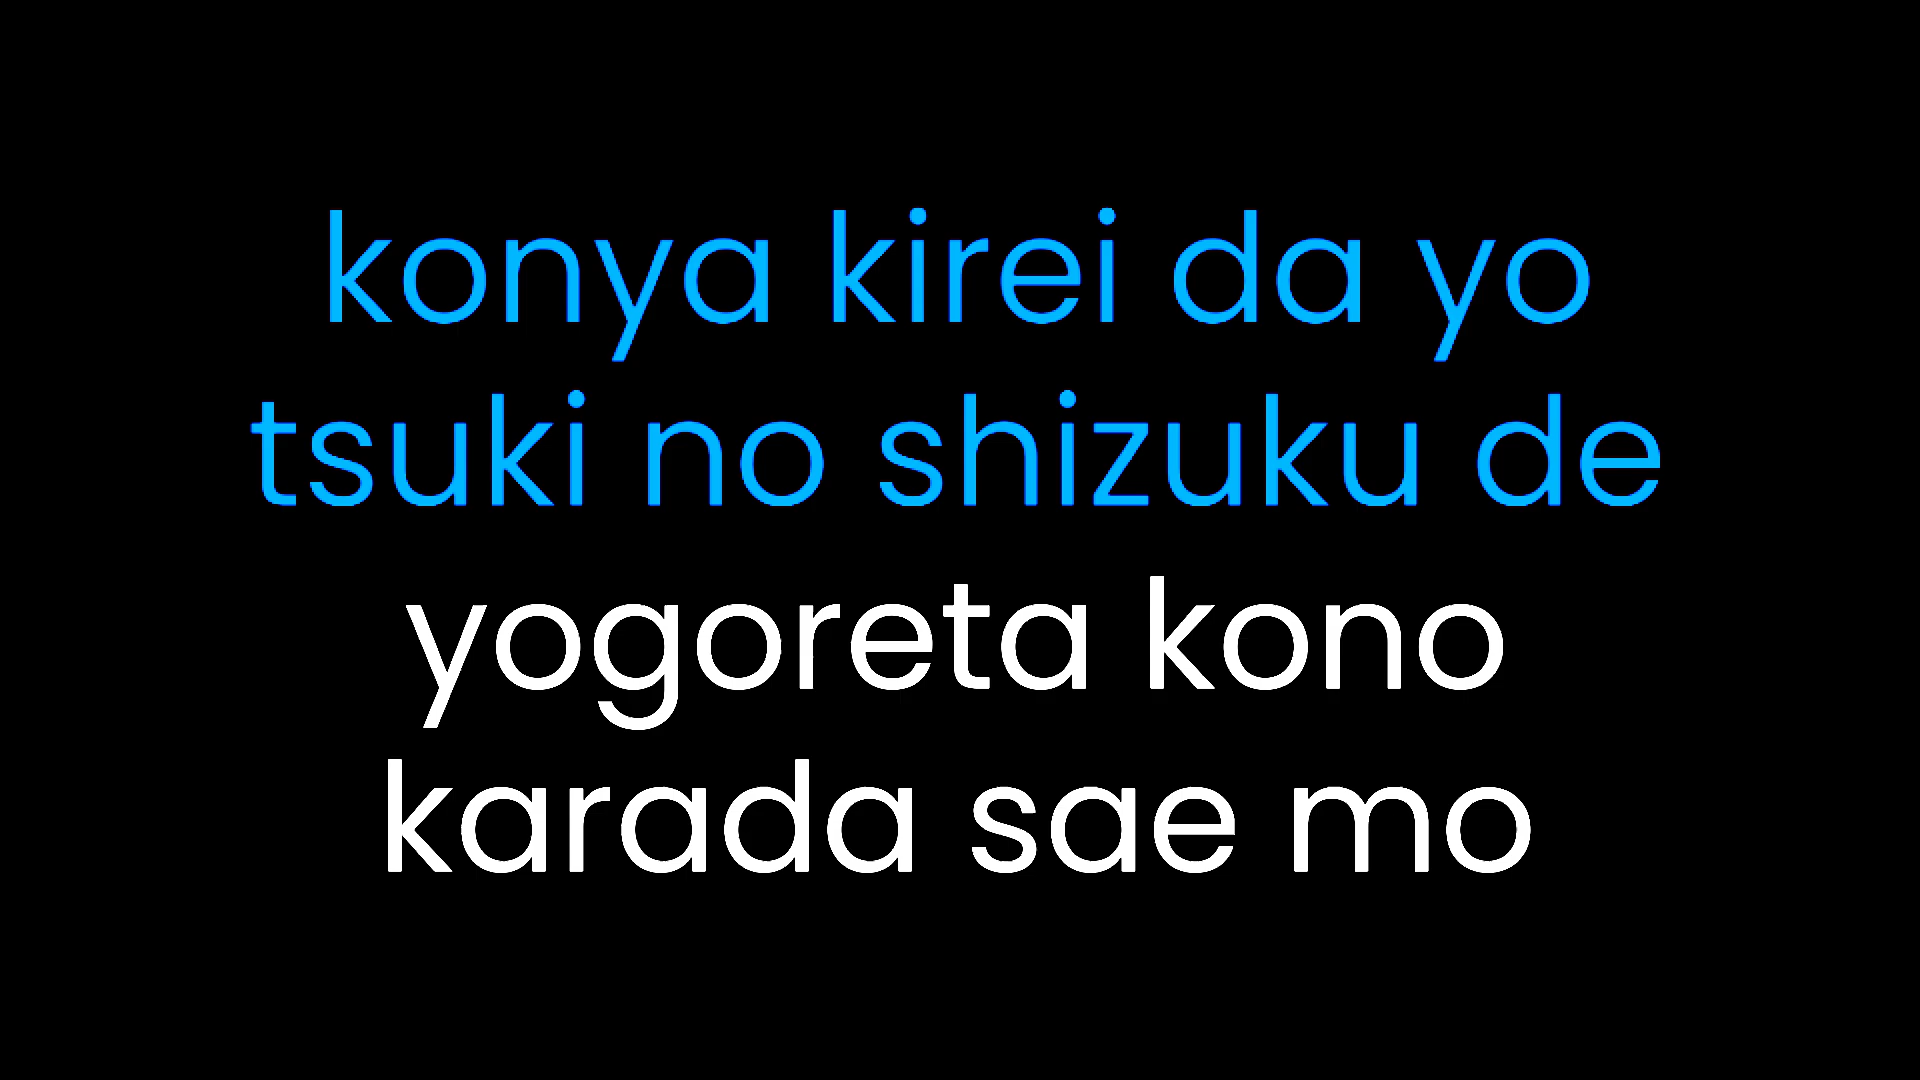 konya kirei da yo
tsuki no shizuku de
yogoreta kono
karada sae mo